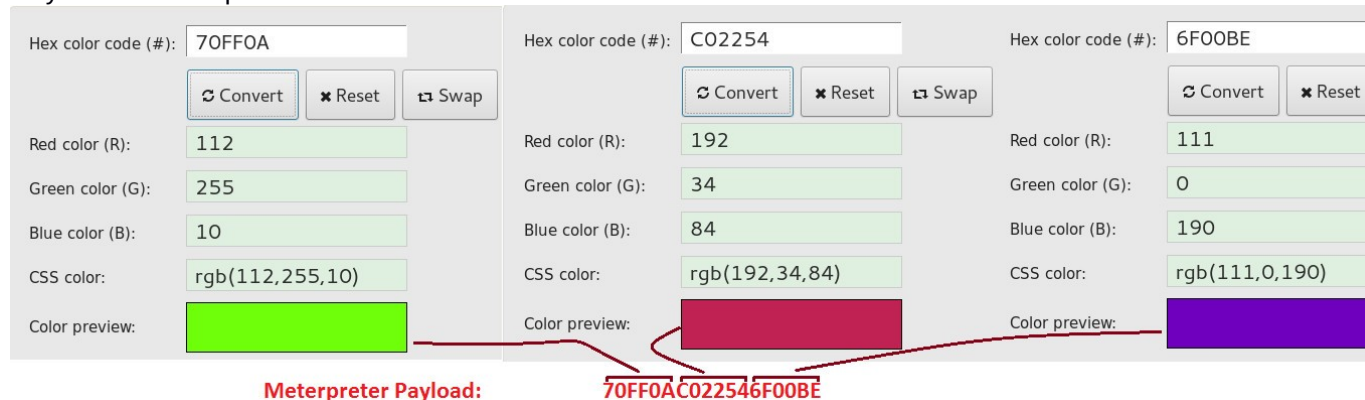 Hex color code (#): 70FF0A
Convert Reset Swap
Red color (R): 112
Green color (G): 255
Blue color (B): 10
CSS color: rgb(112,255,10)
Color preview:
Hex color code (#): C02254
Convert Reset Swap
Red color (R): 192
Green color (G): 34
Blue color (B): 84
CSS color: rgb(192,34,84)
Color preview:
Hex color code (#): 6F00BE
Convert Reset
Red color (R): 111
Green color (G): 0
Blue color (B): 190
CSS color: rgb(111,0,190)
Color preview:
Meterpreter Payload: 70FF0AC022546F00BE